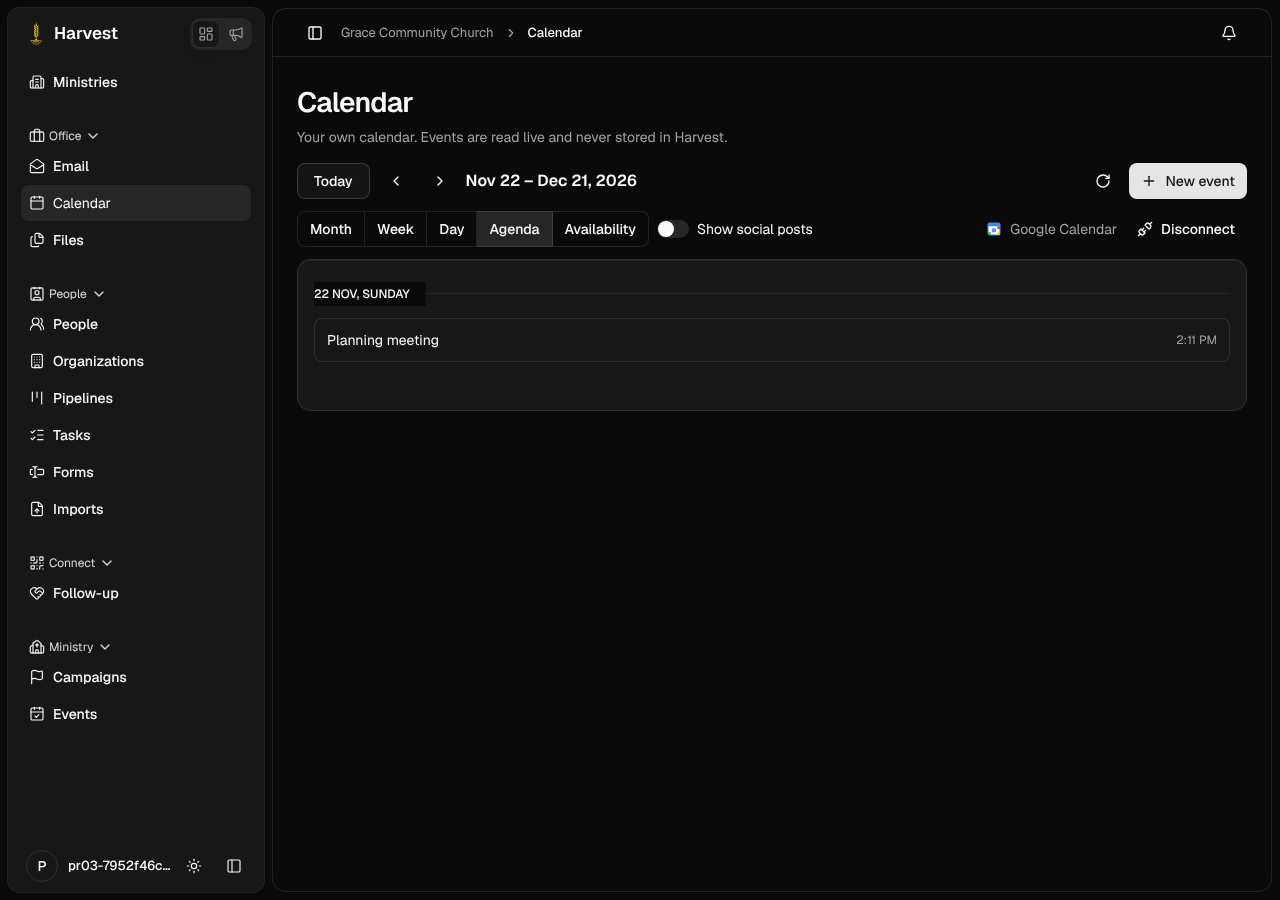 Harvest
Ministries
Office
Email
Calendar
Files
People
People
Organizations
Pipelines
Tasks
Forms
Imports
Connect
Follow-up
Ministry
Campaigns
Events
P
pr03-7952f46c...
Grace Community Church > Calendar
Calendar
Your own calendar. Events are read live and never stored in Harvest.
Today
Nov 22 – Dec 21, 2026
New event
Month Week Day Agenda Availability Show social posts
Google Calendar Disconnect
22 NOV, SUNDAY
Planning meeting 2:11 PM